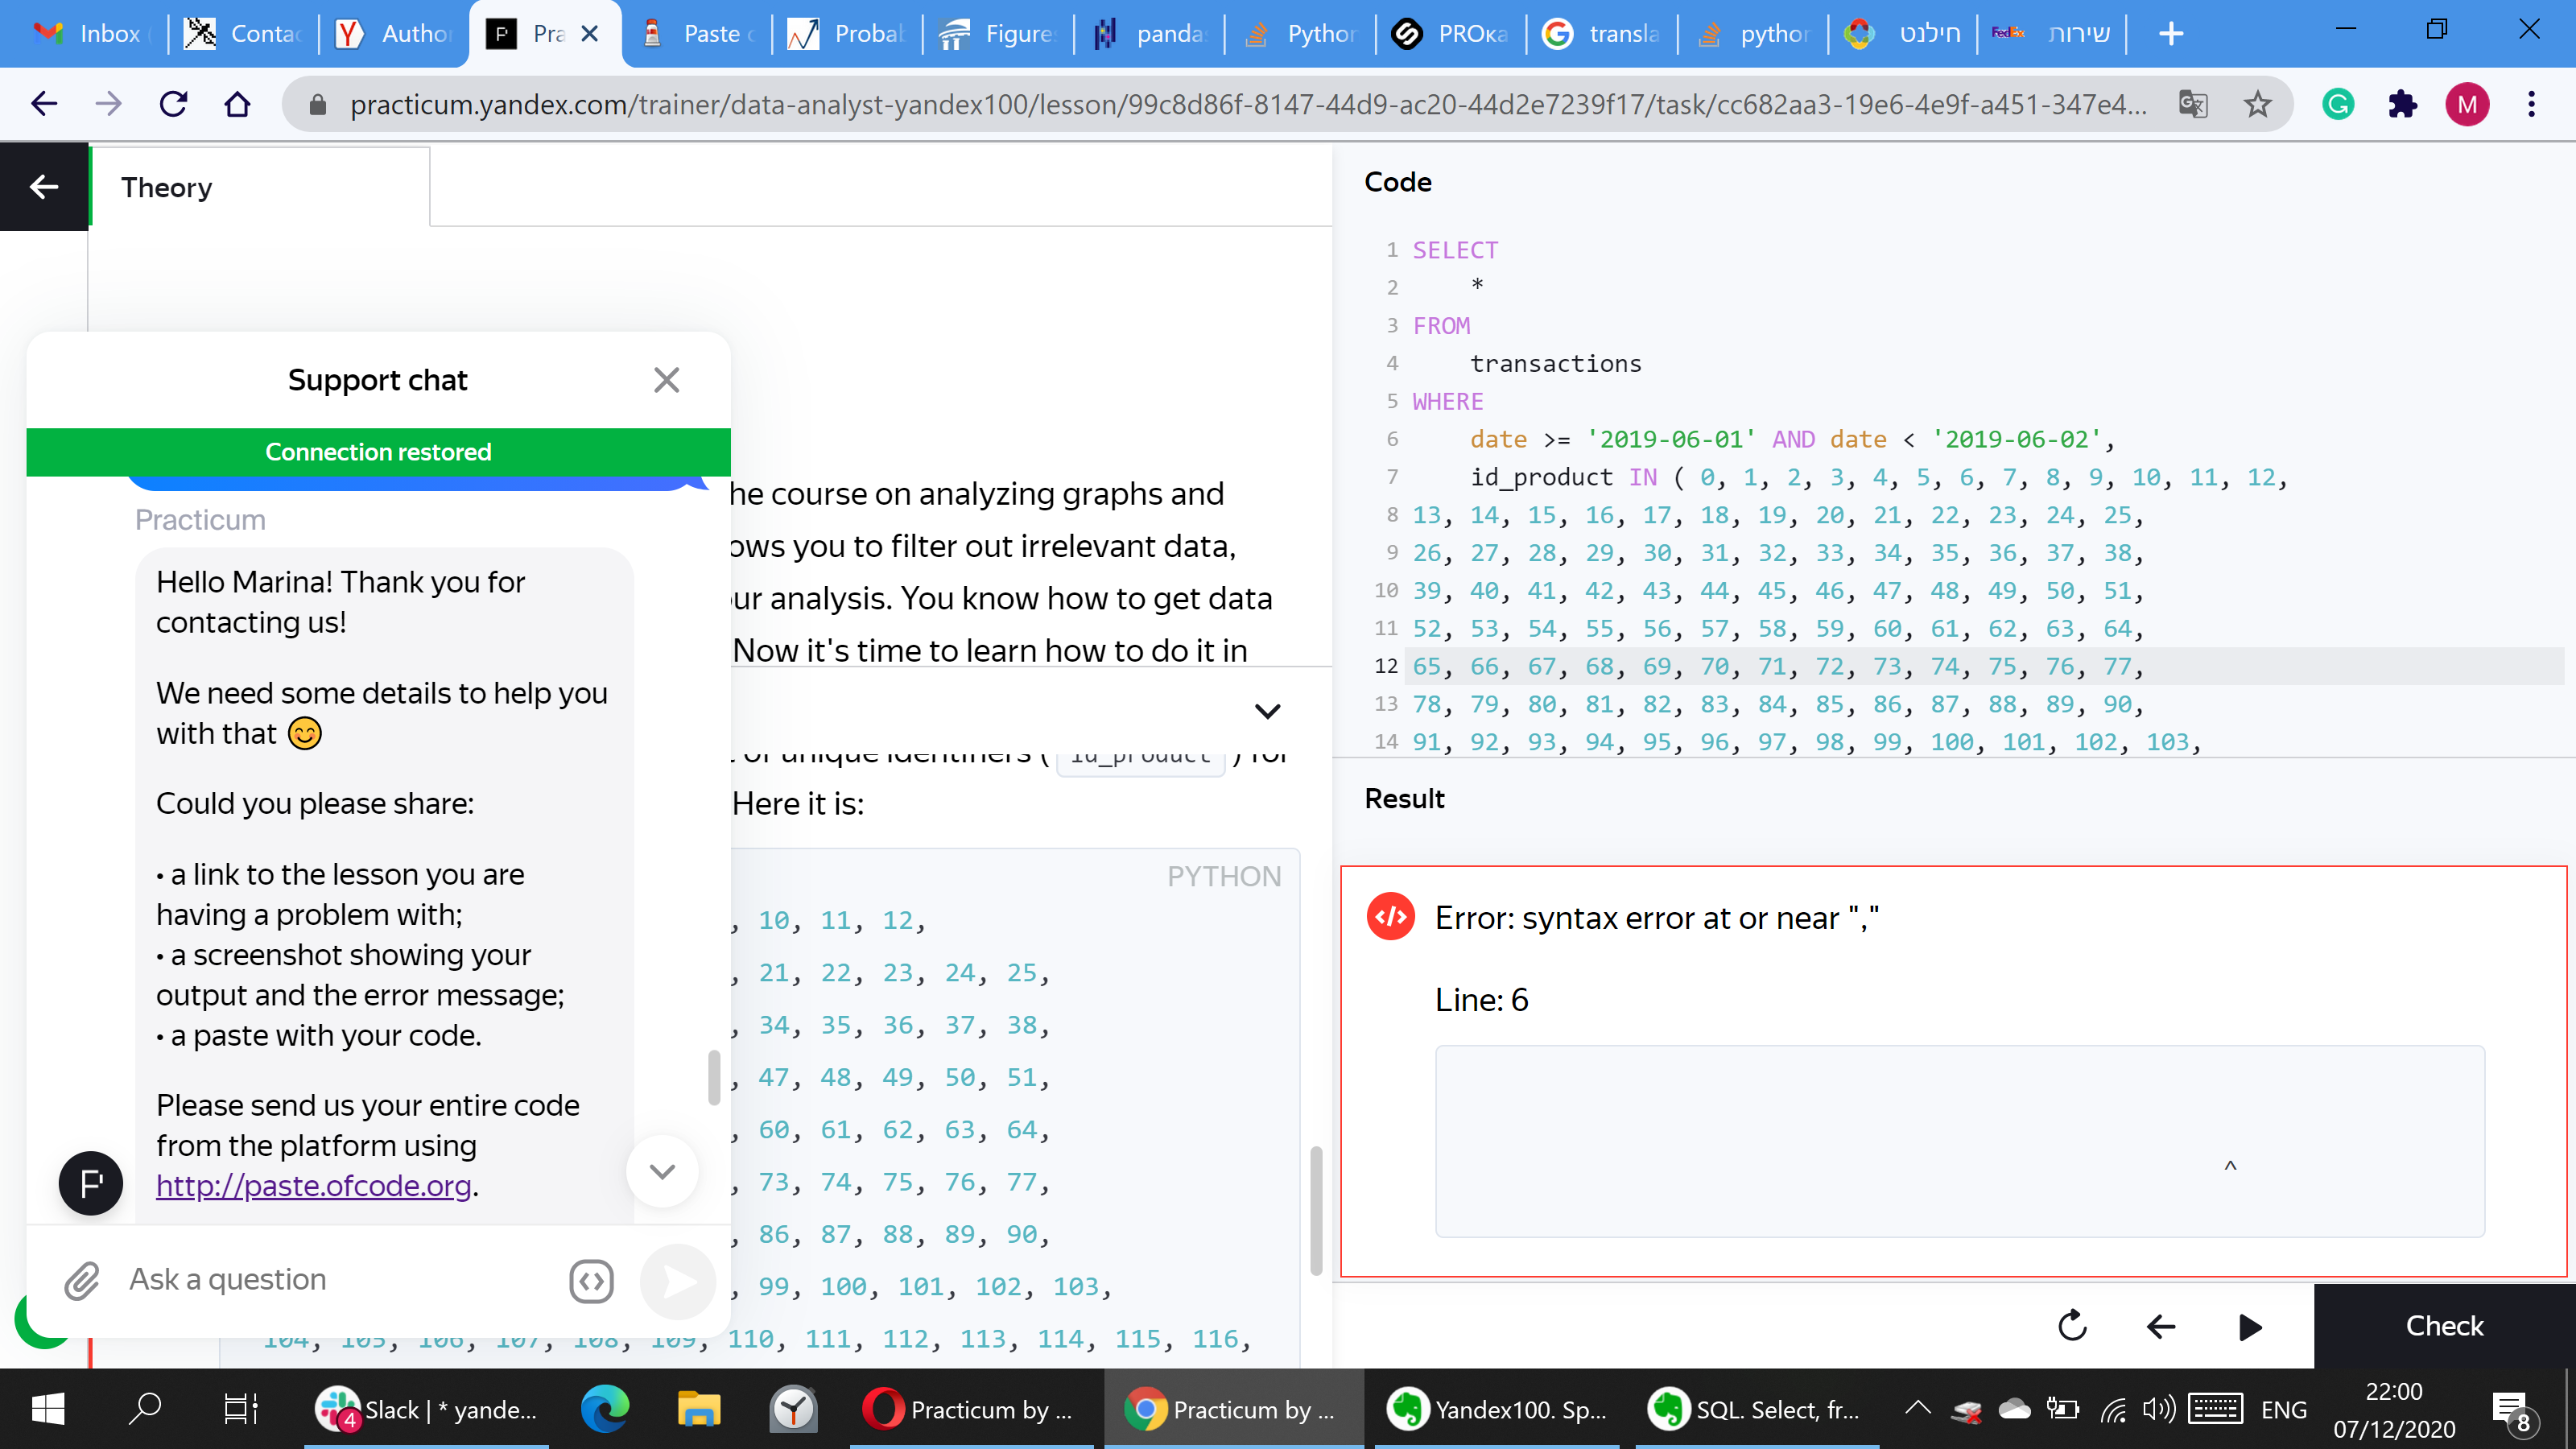 Inbox
Contac
Author
Pra
Paste
Probab
Figures
panda
Python
PROка
transla
python
חילנט
FedEx
שירות
practicum.yandex.com/trainer/data-analyst-yandex100/lesson/99c8d86f-8147-44d9-ac20-44d2e7239f17/task/cc682aa3-19e6-4e9f-a451-347e4...
M
Theory
Support chat
Connection restored
Practicum
Hello Marina! Thank you for
contacting us!
We need some details to help you
with that 😊
Could you please share:
• a link to the lesson you are
having a problem with;
• a screenshot showing your
output and the error message;
• a paste with your code.
Please send us your entire code
from the platform using
http://paste.ofcode.org.
Ask a question
he course on analyzing graphs and
ows you to filter out irrelevant data,
ur analysis. You know how to get data
Now it's time to learn how to do it in
of unique identifiers ( id_product ) for
Here it is:
PYTHON
, 10, 11, 12,
, 21, 22, 23, 24, 25,
, 34, 35, 36, 37, 38,
, 47, 48, 49, 50, 51,
, 60, 61, 62, 63, 64,
, 73, 74, 75, 76, 77,
, 86, 87, 88, 89, 90,
, 99, 100, 101, 102, 103,
104, 105, 106, 107, 108, 109, 110, 111, 112, 113, 114, 115, 116,
Code
1 SELECT
2 *
3 FROM
4 transactions
5 WHERE
6 date >= '2019-06-01' AND date < '2019-06-02',
7 id_product IN ( 0, 1, 2, 3, 4, 5, 6, 7, 8, 9, 10, 11, 12,
8 13, 14, 15, 16, 17, 18, 19, 20, 21, 22, 23, 24, 25,
9 26, 27, 28, 29, 30, 31, 32, 33, 34, 35, 36, 37, 38,
10 39, 40, 41, 42, 43, 44, 45, 46, 47, 48, 49, 50, 51,
11 52, 53, 54, 55, 56, 57, 58, 59, 60, 61, 62, 63, 64,
12 65, 66, 67, 68, 69, 70, 71, 72, 73, 74, 75, 76, 77,
13 78, 79, 80, 81, 82, 83, 84, 85, 86, 87, 88, 89, 90,
14 91, 92, 93, 94, 95, 96, 97, 98, 99, 100, 101, 102, 103,
Result
Error: syntax error at or near ","
Line: 6
^
Check
4
Slack | * yande...
Practicum by ...
Practicum by ...
Yandex100. Sp...
SQL. Select, fr...
ENG
22:00
07/12/2020
8